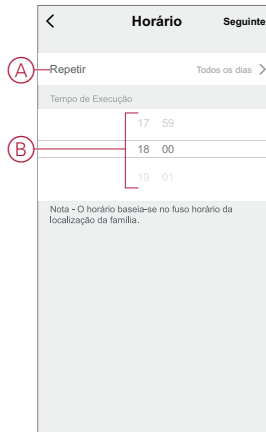 Horário Seguinte
A Repetir Todos os dias
Tempo de Execução
17 59
B 18 00
19 01
Nota - O horário baseia-se no fuso horário da
localização da família.